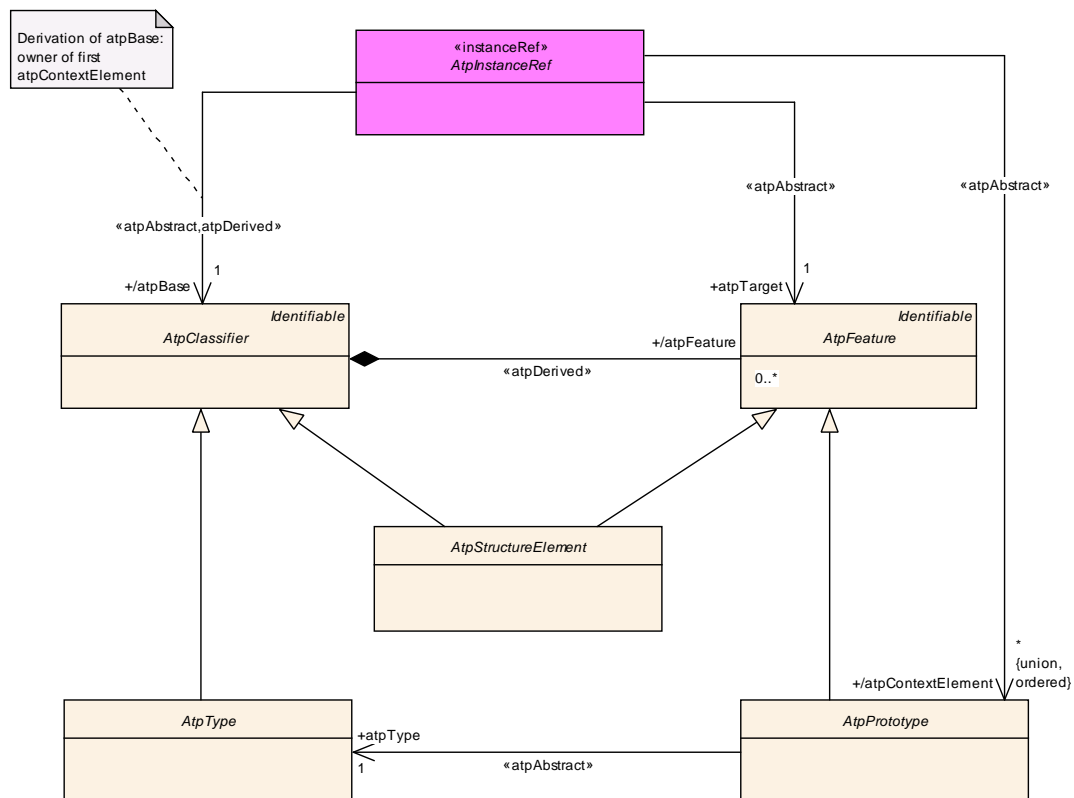 Derivation of atpBase:
owner of first
atpContextElement
«instanceRef»
AtpInstanceRef
«atpAbstract»
«atpAbstract»
«atpAbstract,atpDerived»
1
+/atpBase
1
+atpTarget
Identifiable
AtpClassifier
Identifiable
AtpFeature
+/atpFeature
«atpDerived»
0..*
AtpStructureElement
*
{union,
ordered}
+/atpContextElement
AtpType
AtpPrototype
+atpType
1
«atpAbstract»